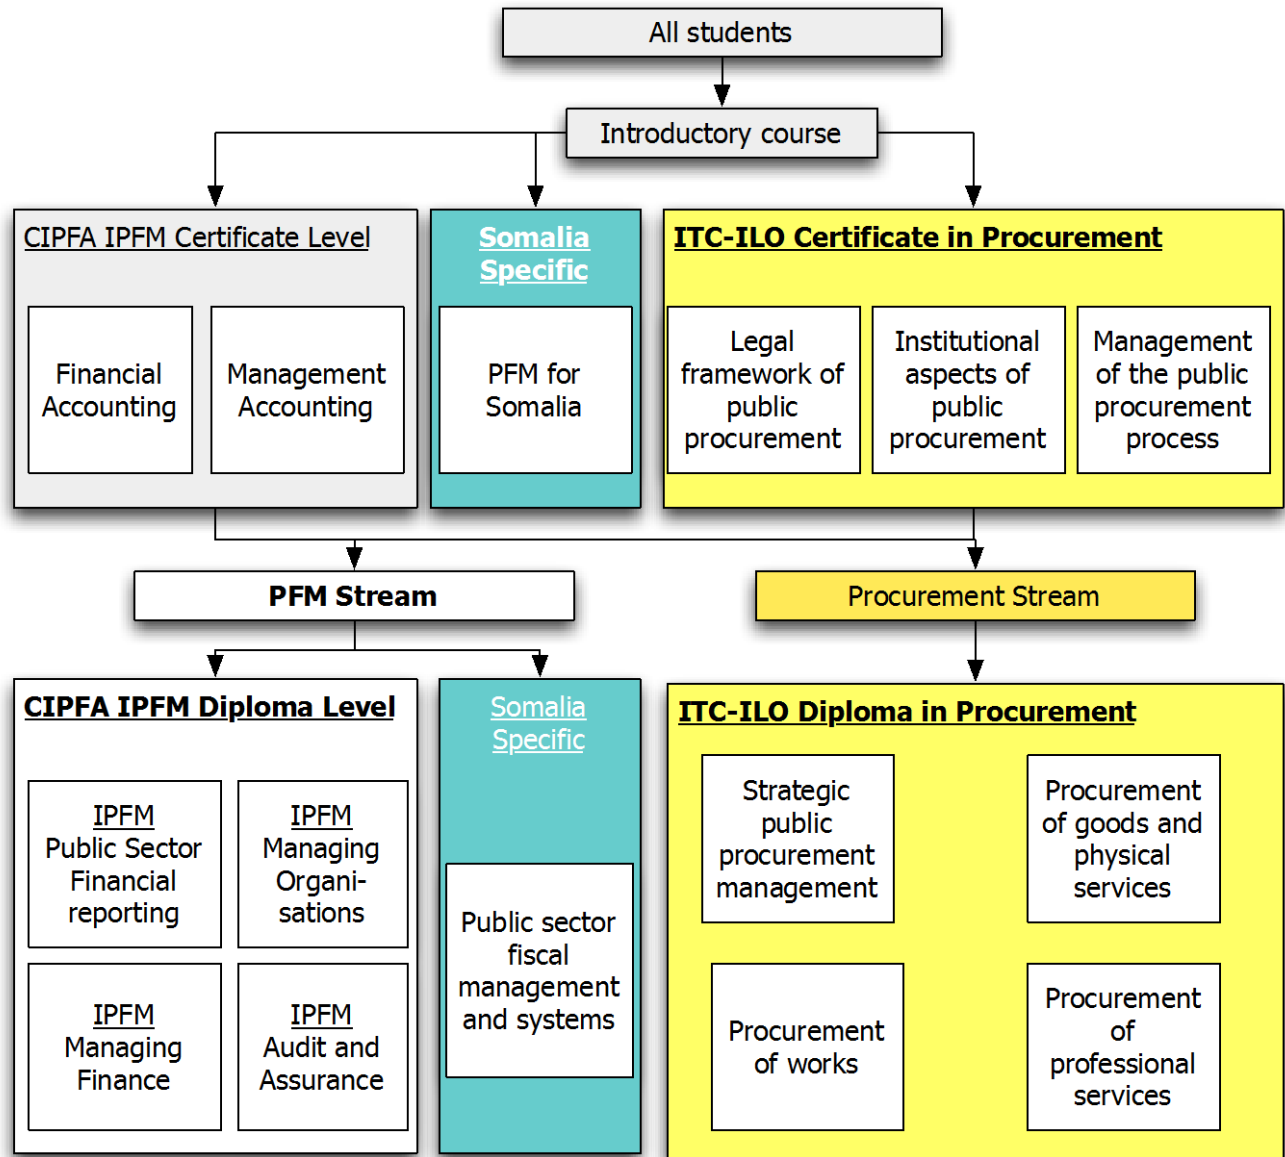 All students
Introductory course
CIPFA IPFM Certificate Level
Financial
Accounting
Management
Accounting
Somalia
Specific
PFM for
Somalia
ITC-ILO Certificate in Procurement
Legal
framework of
public
procurement
Institutional
aspects of
public
procurement
Management
of the public
procurement
process
PFM Stream
Procurement Stream
CIPFA IPFM Diploma Level
IPFM
Public Sector
Financial
reporting
IPFM
Managing
Organi-
sations
IPFM
Managing
Finance
IPFM
Audit and
Assurance
Somalia
Specific
Public sector
fiscal
management
and systems
ITC-ILO Diploma in Procurement
Strategic
public
procurement
management
Procurement
of goods and
physical
services
Procurement
of works
Procurement
of
professional
services